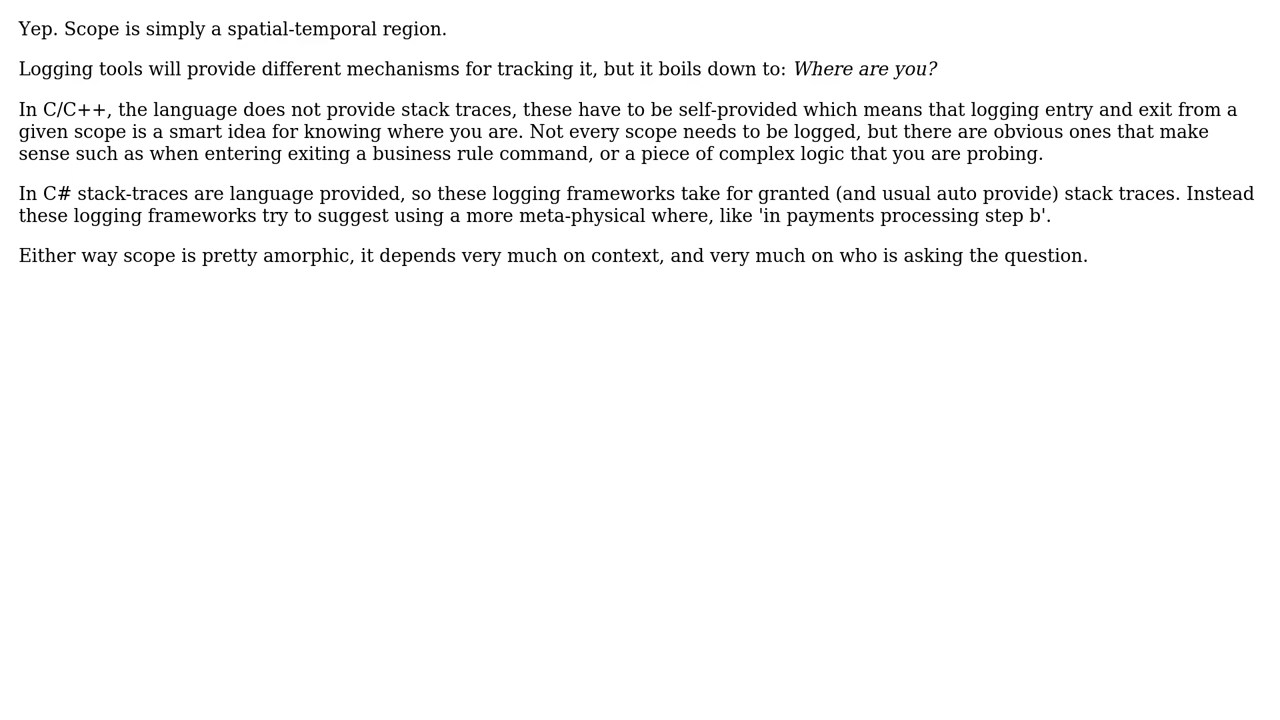 Yep. Scope is simply a spatial-temporal region.
Logging tools will provide different mechanisms for tracking it, but it boils down to: Where are you?
In C/C++, the language does not provide stack traces, these have to be self-provided which means that logging entry and exit from a
given scope is a smart idea for knowing where you are. Not every scope needs to be logged, but there are obvious ones that make
sense such as when entering exiting a business rule command, or a piece of complex logic that you are probing.
In C# stack-traces are language provided, so these logging frameworks take for granted (and usual auto provide) stack traces. Instead
these logging frameworks try to suggest using a more meta-physical where, like 'in payments processing step b'.
Either way scope is pretty amorphic, it depends very much on context, and very much on who is asking the question.